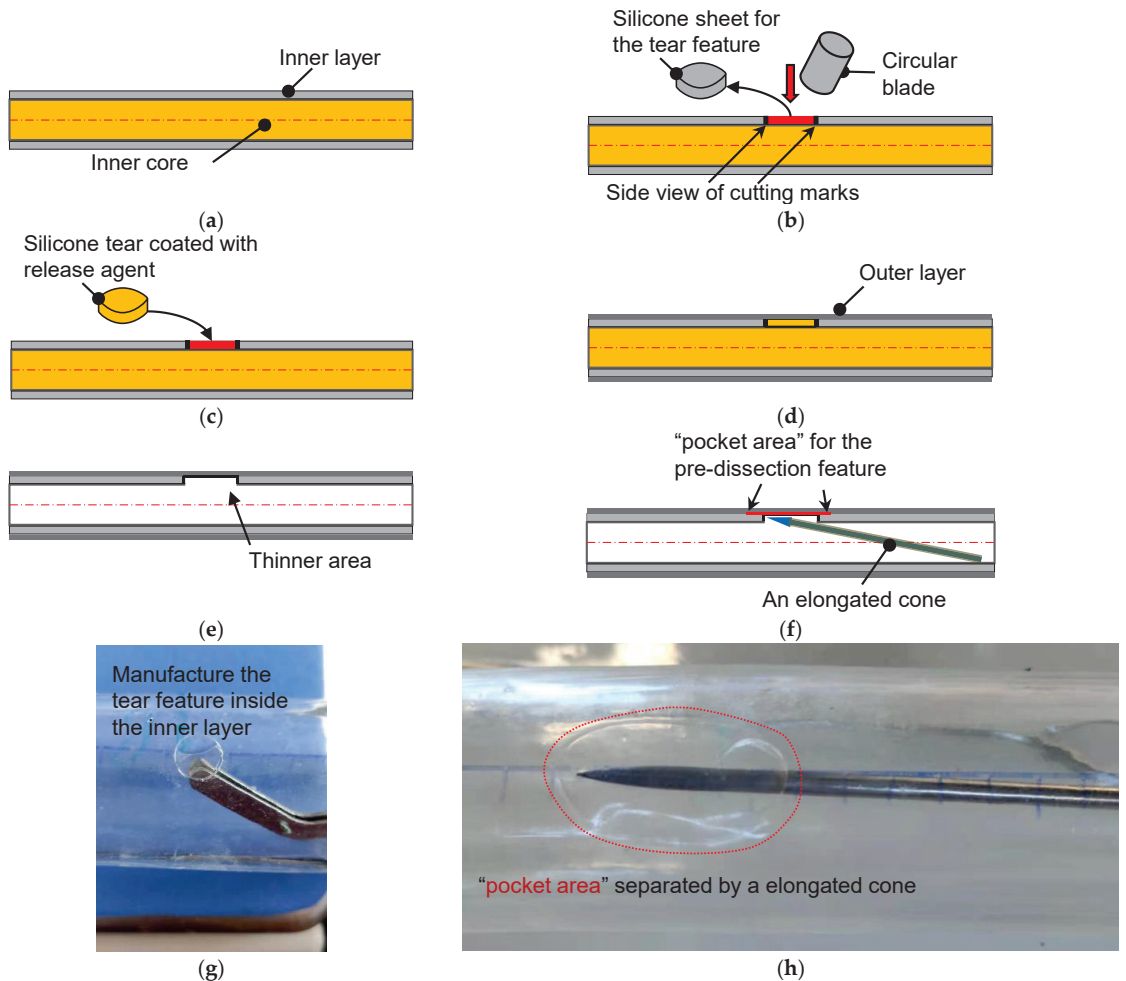 Inner layer
Inner core
(a)
Silicone sheet for
the tear feature
Circular
blade
Side view of cutting marks
(b)
Silicone tear coated with
release agent
(c)
Outer layer
(d)
Thinner area
(e)
“pocket area” for the
pre-dissection feature
An elongated cone
(f)
Manufacture the
tear feature inside
the inner layer
(g)
“pocket area” separated by a elongated cone
(h)